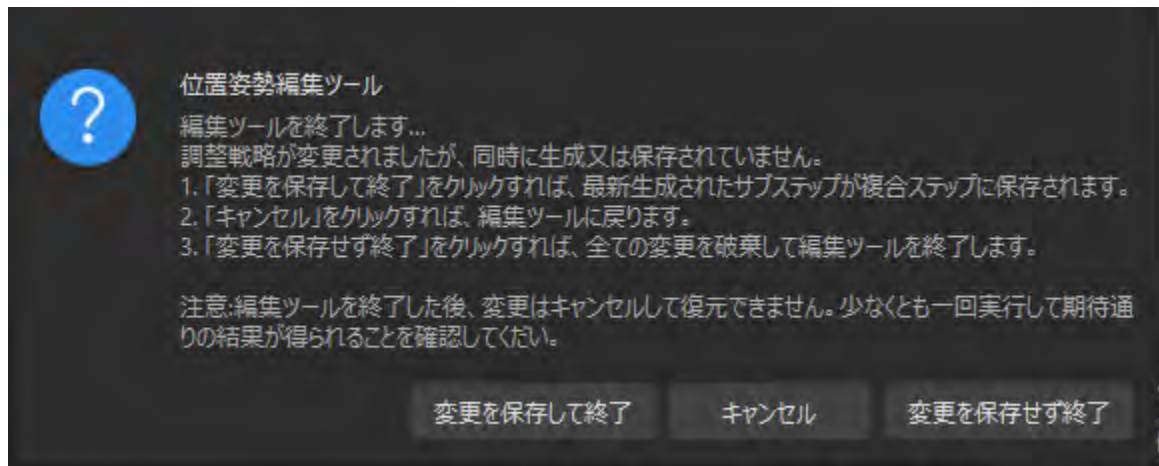 ?
位置姿勢編集ツール
編集ツールを終了します...
調整戦略が変更されましたが、同時に生成又は保存されていません。
1.「変更を保存して終了」をクリックすれば、最新生成されたサブステップが複合ステップに保存されます。
2.「キャンセル」をクリックすれば、編集ツールに戻ります。
3.「変更を保存せず終了」をクリックすれば、全ての変更を破棄して編集ツールを終了します。
注意:編集ツールを終了した後、変更はキャンセルして復元できません。少なくとも一回実行して期待通
りの結果が得られることを確認してくだい。
変更を保存して終了
キャンセル
変更を保存せず終了